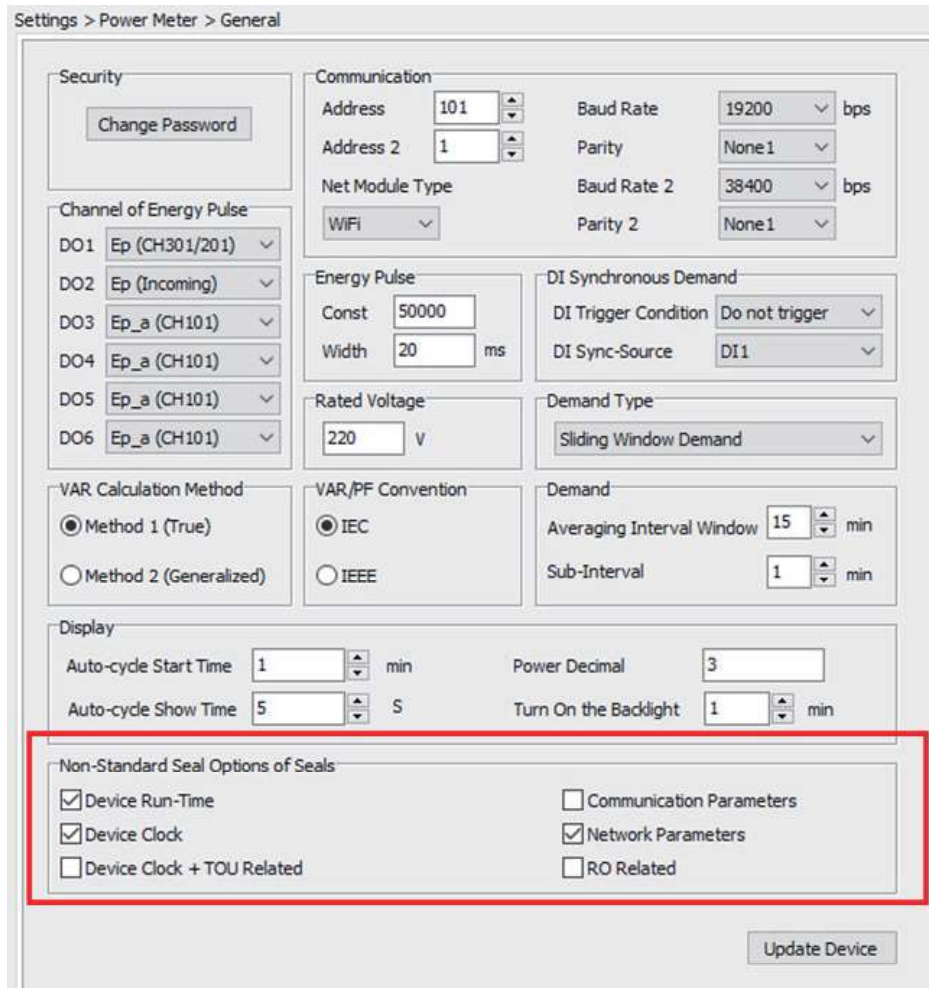 Settings > Power Meter > General
Security
Change Password
Communication
Address 101 Baud Rate 19200 bps
Address 2 1 Parity None1
Net Module Type Baud Rate 2 38400 bps
WiFi Parity 2 None1
Channel of Energy Pulse
DO1 Ep (CH301/201)
DO2 Ep (Incoming)
DO3 Ep_a (CH101)
DO4 Ep_a (CH101)
DO5 Ep_a (CH101)
DO6 Ep_a (CH101)
Energy Pulse
Const 50000
Width 20 ms
DI Synchronous Demand
DI Trigger Condition Do not trigger
DI Sync-Source DI1
Rated Voltage
220 V
Demand Type
Sliding Window Demand
VAR Calculation Method
Method 1 (True)
Method 2 (Generalized)
VAR/PF Convention
IEC
IEEE
Demand
Averaging Interval Window 15 min
Sub-Interval 1 min
Display
Auto-cycle Start Time 1 min Power Decimal 3
Auto-cycle Show Time 5 S Turn On the Backlight 1 min
Non-Standard Seal Options of Seals
Device Run-Time Communication Parameters
Device Clock Network Parameters
Device Clock + TOU Related RO Related
Update Device